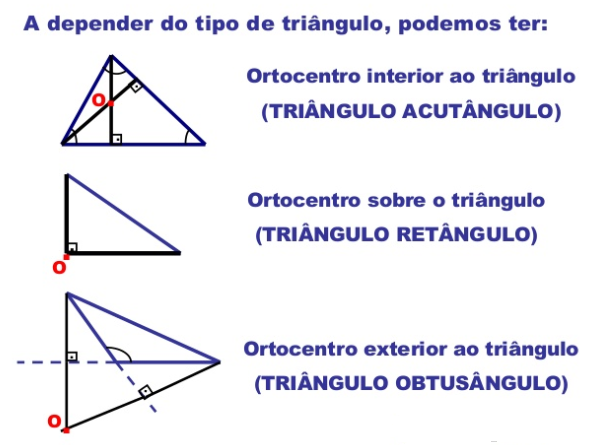 A depender do tipo de triângulo, podemos ter:
Ortocentro interior ao triângulo
O
(TRIÂNGULO ACUTÂNGULO)
Ortocentro sobre o triângulo
(TRIÂNGULO RETÂNGULO)
O
Ortocentro exterior ao triângulo
(TRIÂNGULO OBTUSÂNGULO)
O